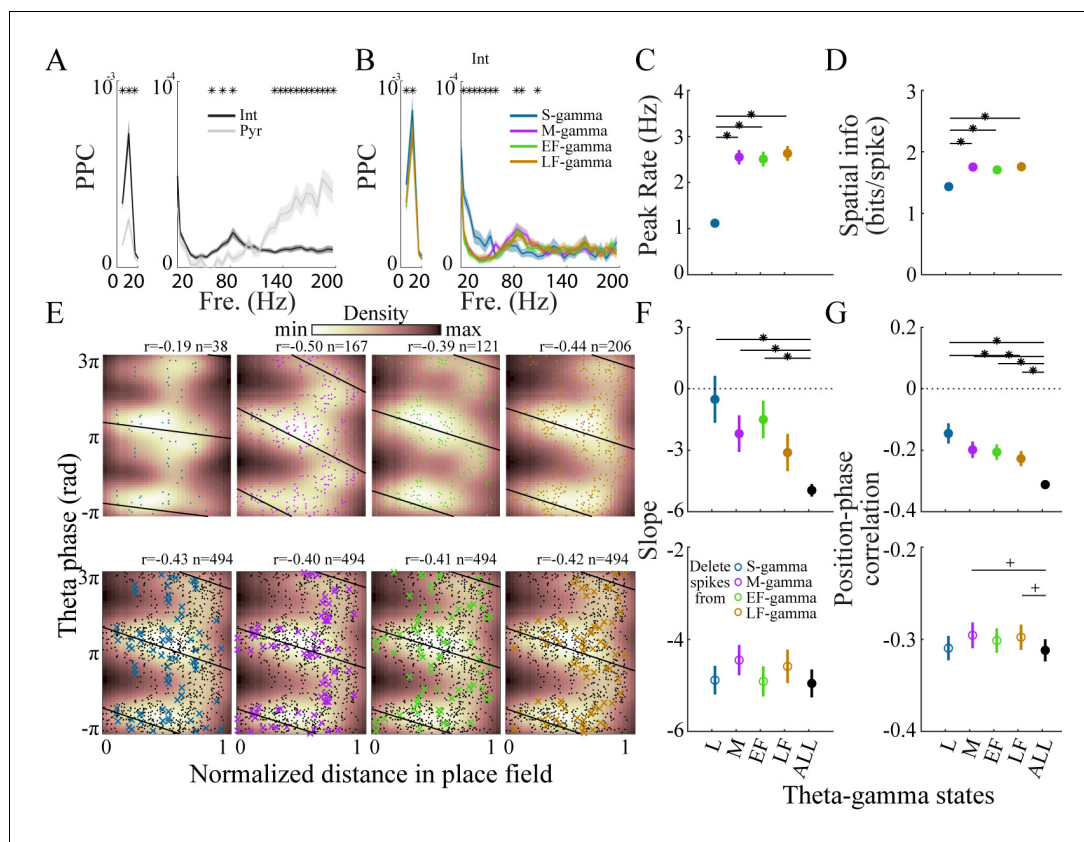 A
B
Int
C
D
10⁻³
10⁻⁴
*** * * * **************
Int
Pyr
PPC
0
0 20
20 80 140 200
Fre. (Hz)
10⁻³
10⁻⁴
S-gamma
M-gamma
EF-gamma
LF-gamma
PPC
0
0 20
20 80 140 200
Fre. (Hz)
Peak Rate (Hz)
4
3
2
1
0
*
*
*
Spatial info
(bits/spike)
3
2
1
*
*
*
E
Density
min
max
F
G
r=-0.19 n=38
r=-0.50 n=167
r=-0.39 n=121
r=-0.44 n=206
3π
π
-π
Theta phase (rad)
r=-0.43 n=494
r=-0.40 n=494
r=-0.41 n=494
r=-0.42 n=494
3π
π
-π
0 1 0 1 0 1 0 1
Normalized distance in place field
Slope
3
0
-3
-6
*
*
*
-2
-4
-6
Delete
spikes
from
S-gamma
M-gamma
EF-gamma
LF-gamma
L M EF LF ALL
Position-phase
correlation
0.2
0
-0.2
-0.4
*
* *
*
*
-0.2
-0.3
-0.4
+
+
L M EF LF ALL
Theta-gamma states